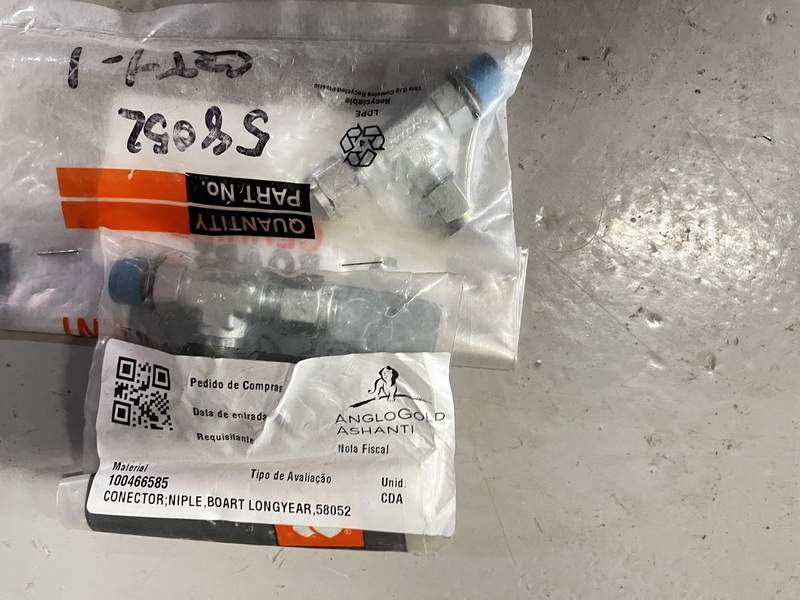 QTY-1
58052
This Bag Contains Recycled Plastic
Recyclable
LDPE
4
PART.No.
QUANTITY
Pedido de Compras
Data de entrada
Requisitante
ANGLOGOLD
ASHANTI
Nota Fiscal
Material
100466585
Tipo de Avaliação
Unid.
CDA
CONECTOR;NIPLE,BOART LONGYEAR,58052